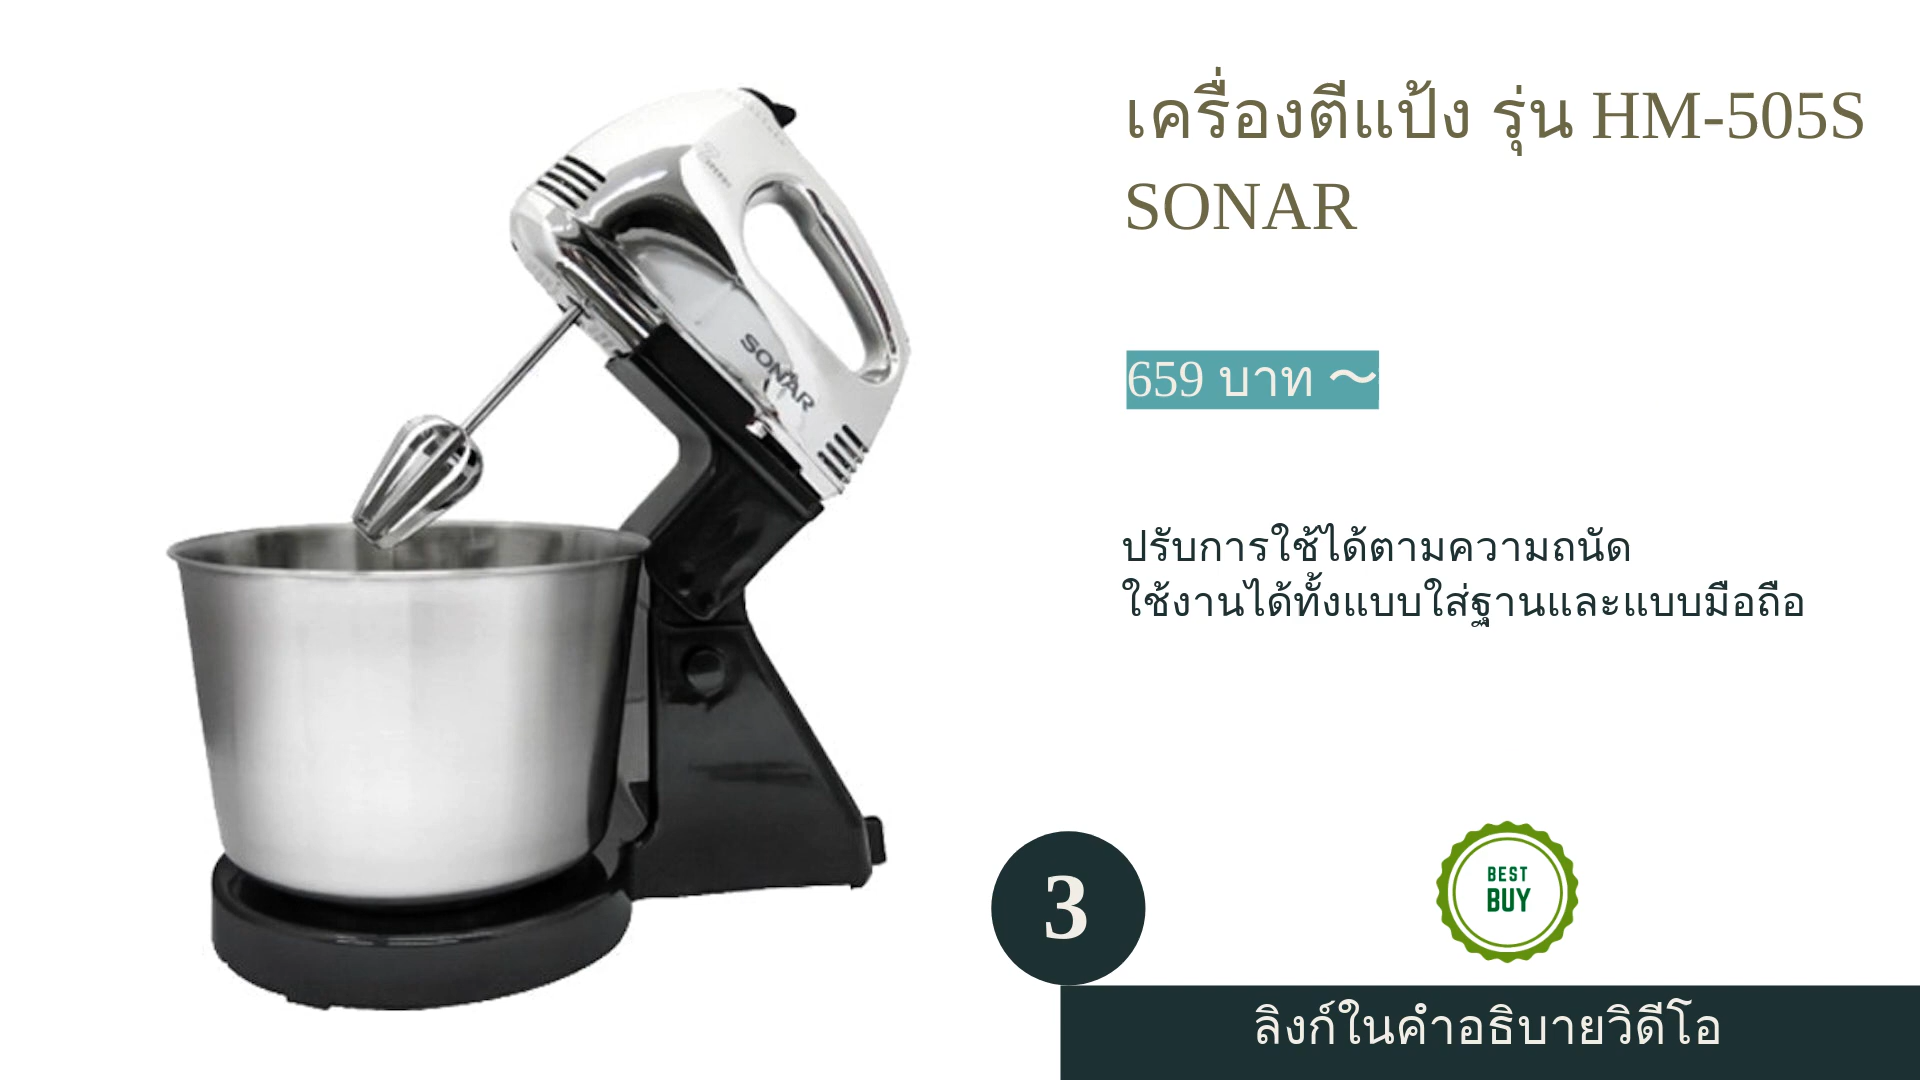 เครื่องตีแป้ง รุ่น HM-505S
SONAR
659 บาท ～
ปรับการใช้ได้ตามความถนัด
ใช้งานได้ทั้งแบบใส่ฐานและแบบมือถือ
SONAR
3
BEST
BUY
ลิงก์ในคำอธิบายวิดีโอ